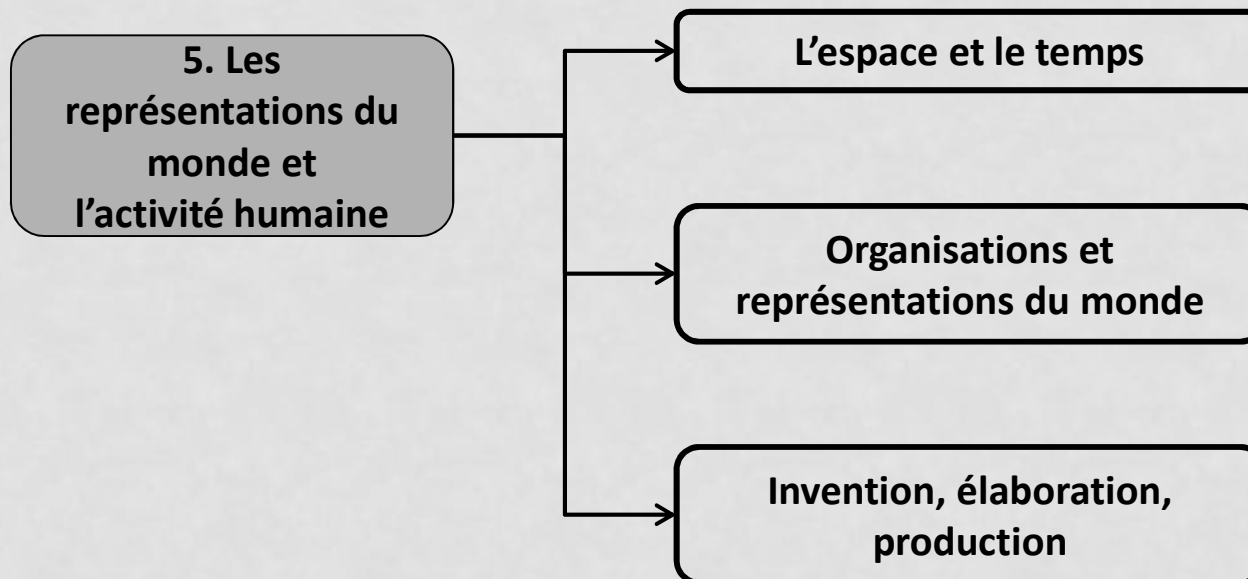 5. Les
représentations du
monde et
l’activité humaine
L’espace et le temps
Organisations et
représentations du monde
Invention, élaboration,
production